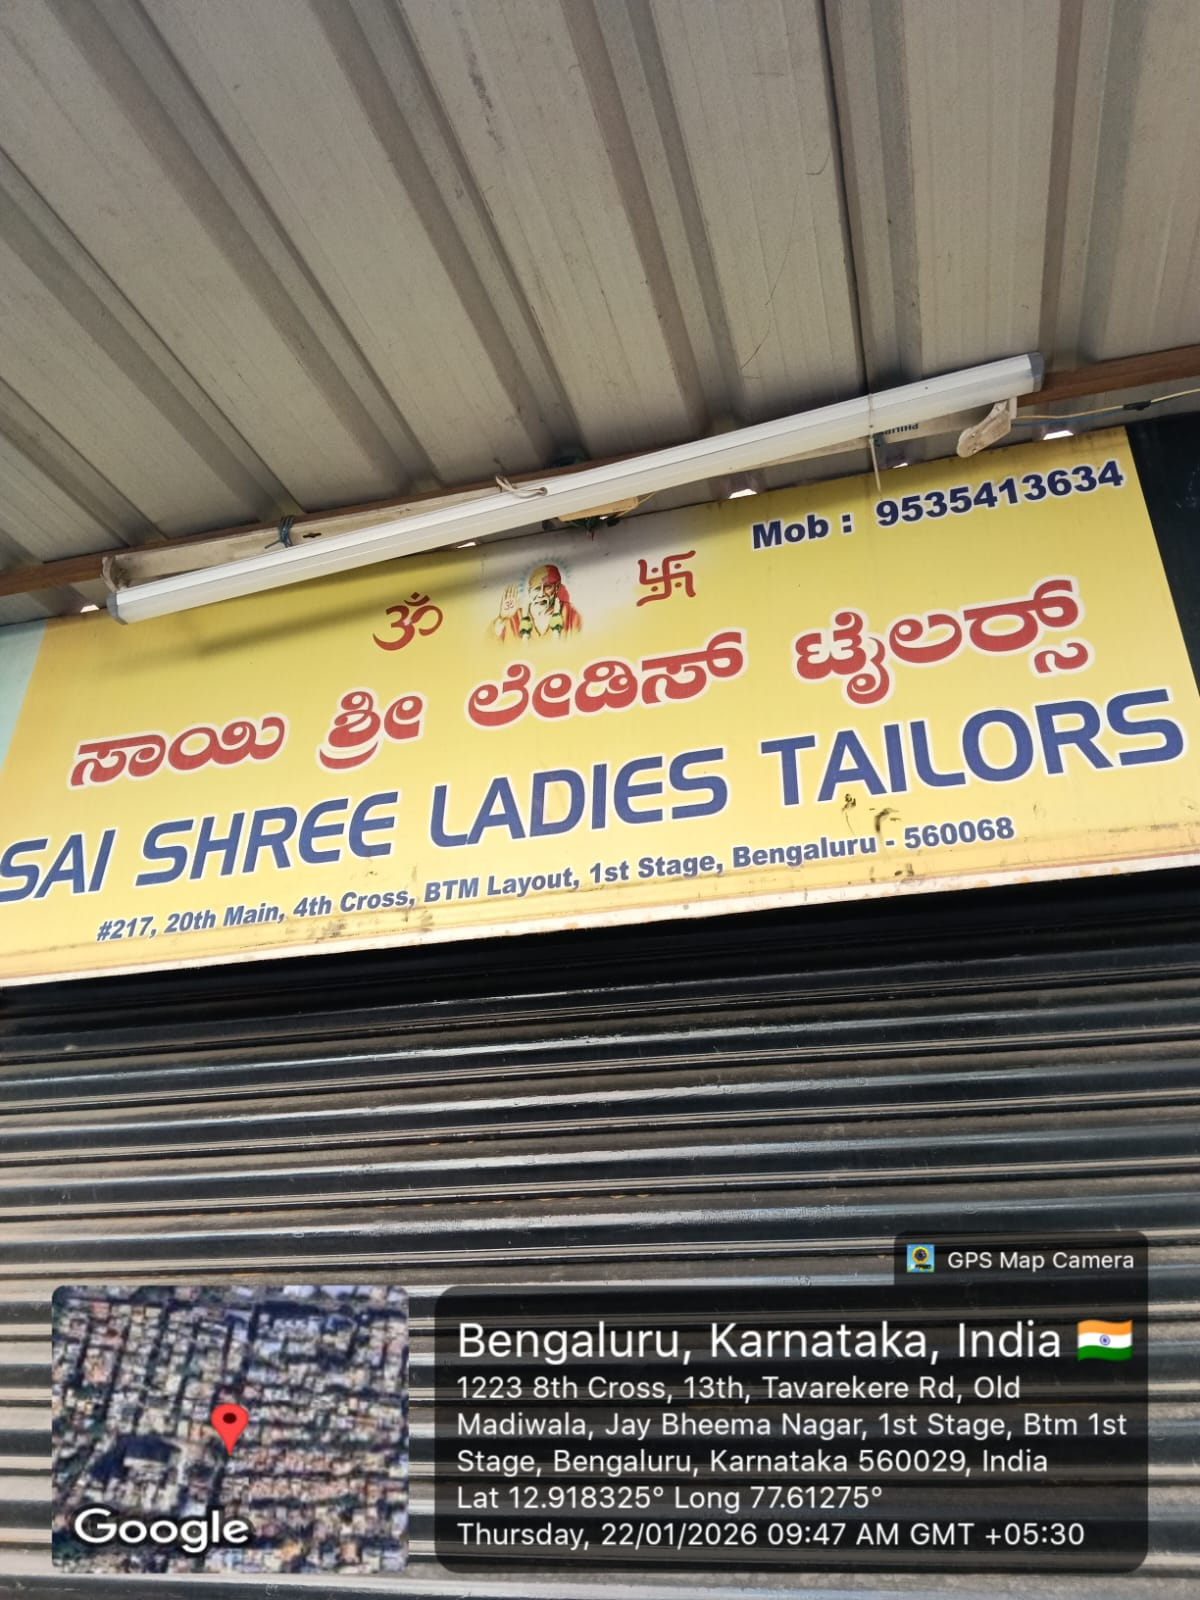 PHILIPS
Mob : 9535413634
ಸಾಯಿ ಶ್ರೀ ಲೇಡಿಸ್ ಟೈಲರ್ಸ್
SAI SHREE LADIES TAILORS
#217, 20th Main, 4th Cross, BTM Layout, 1st Stage, Bengaluru - 560068
GPS Map Camera
Bengaluru, Karnataka, India
1223 8th Cross, 13th, Tavarekere Rd, Old
Madiwala, Jay Bheema Nagar, 1st Stage, Btm 1st
Stage, Bengaluru, Karnataka 560029, India
Lat 12.918325° Long 77.61275°
Thursday, 22/01/2026 09:47 AM GMT +05:30
Google